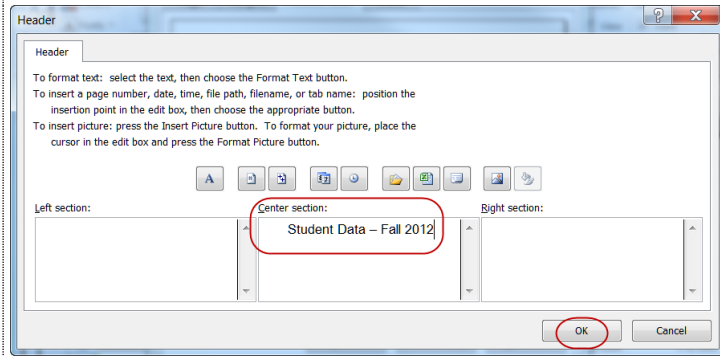 Header
Header
To format text:  select the text, then choose the Format Text button.
To insert a page number, date, time, file path, filename, or tab name:  position the
insertion point in the edit box, then choose the appropriate button.
To insert picture: press the Insert Picture button.  To format your picture, place the
cursor in the edit box and press the Format Picture button.
A
Left section: Center section: Right section:
Student Data – Fall 2012
OK Cancel